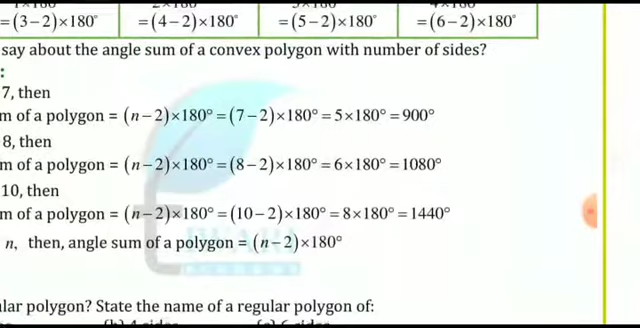 =(3−2)×180° =(4−2)×180° =(5−2)×180° =(6−2)×180°
say about the angle sum of a convex polygon with number of sides?
:
7, then
m of a polygon = (n−2)×180° = (7−2)×180° = 5×180° = 900°
8, then
m of a polygon = (n−2)×180° = (8−2)×180° = 6×180° = 1080°
10, then
m of a polygon = (n−2)×180° = (10−2)×180° = 8×180° = 1440°
n, then, angle sum of a polygon = (n−2)×180°
lar polygon? State the name of a regular polygon of: